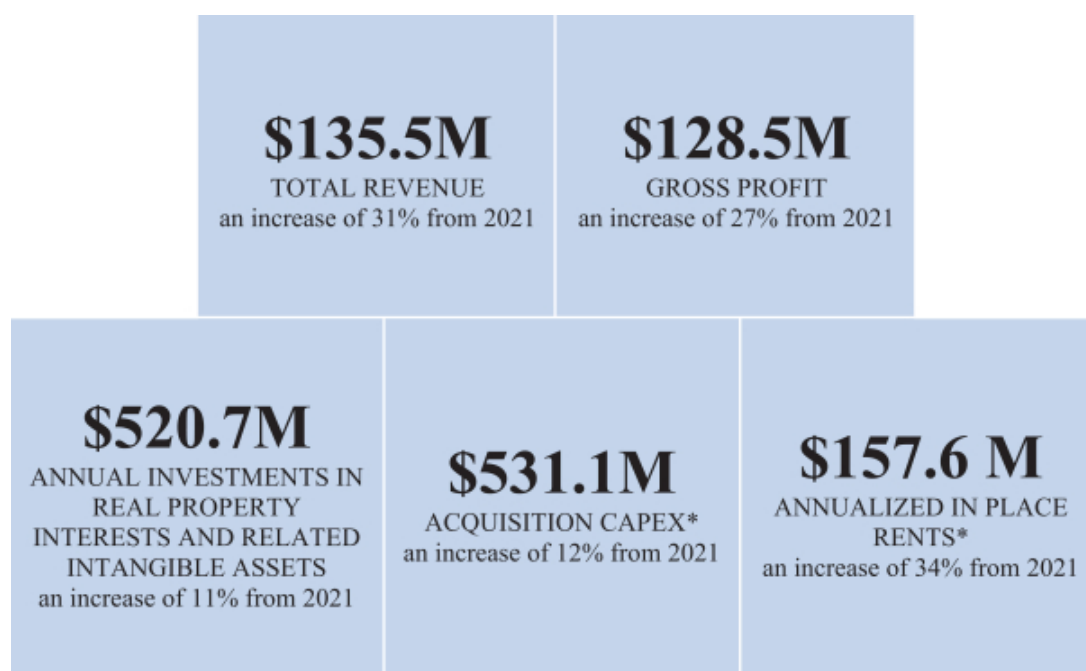 $135.5M
TOTAL REVENUE
an increase of 31% from 2021
$128.5M
GROSS PROFIT
an increase of 27% from 2021
$520.7M
ANNUAL INVESTMENTS IN
REAL PROPERTY
INTERESTS AND RELATED
INTANGIBLE ASSETS
an increase of 11% from 2021
$531.1M
ACQUISITION CAPEX*
an increase of 12% from 2021
$157.6 M
ANNUALIZED IN PLACE
RENTS*
an increase of 34% from 2021